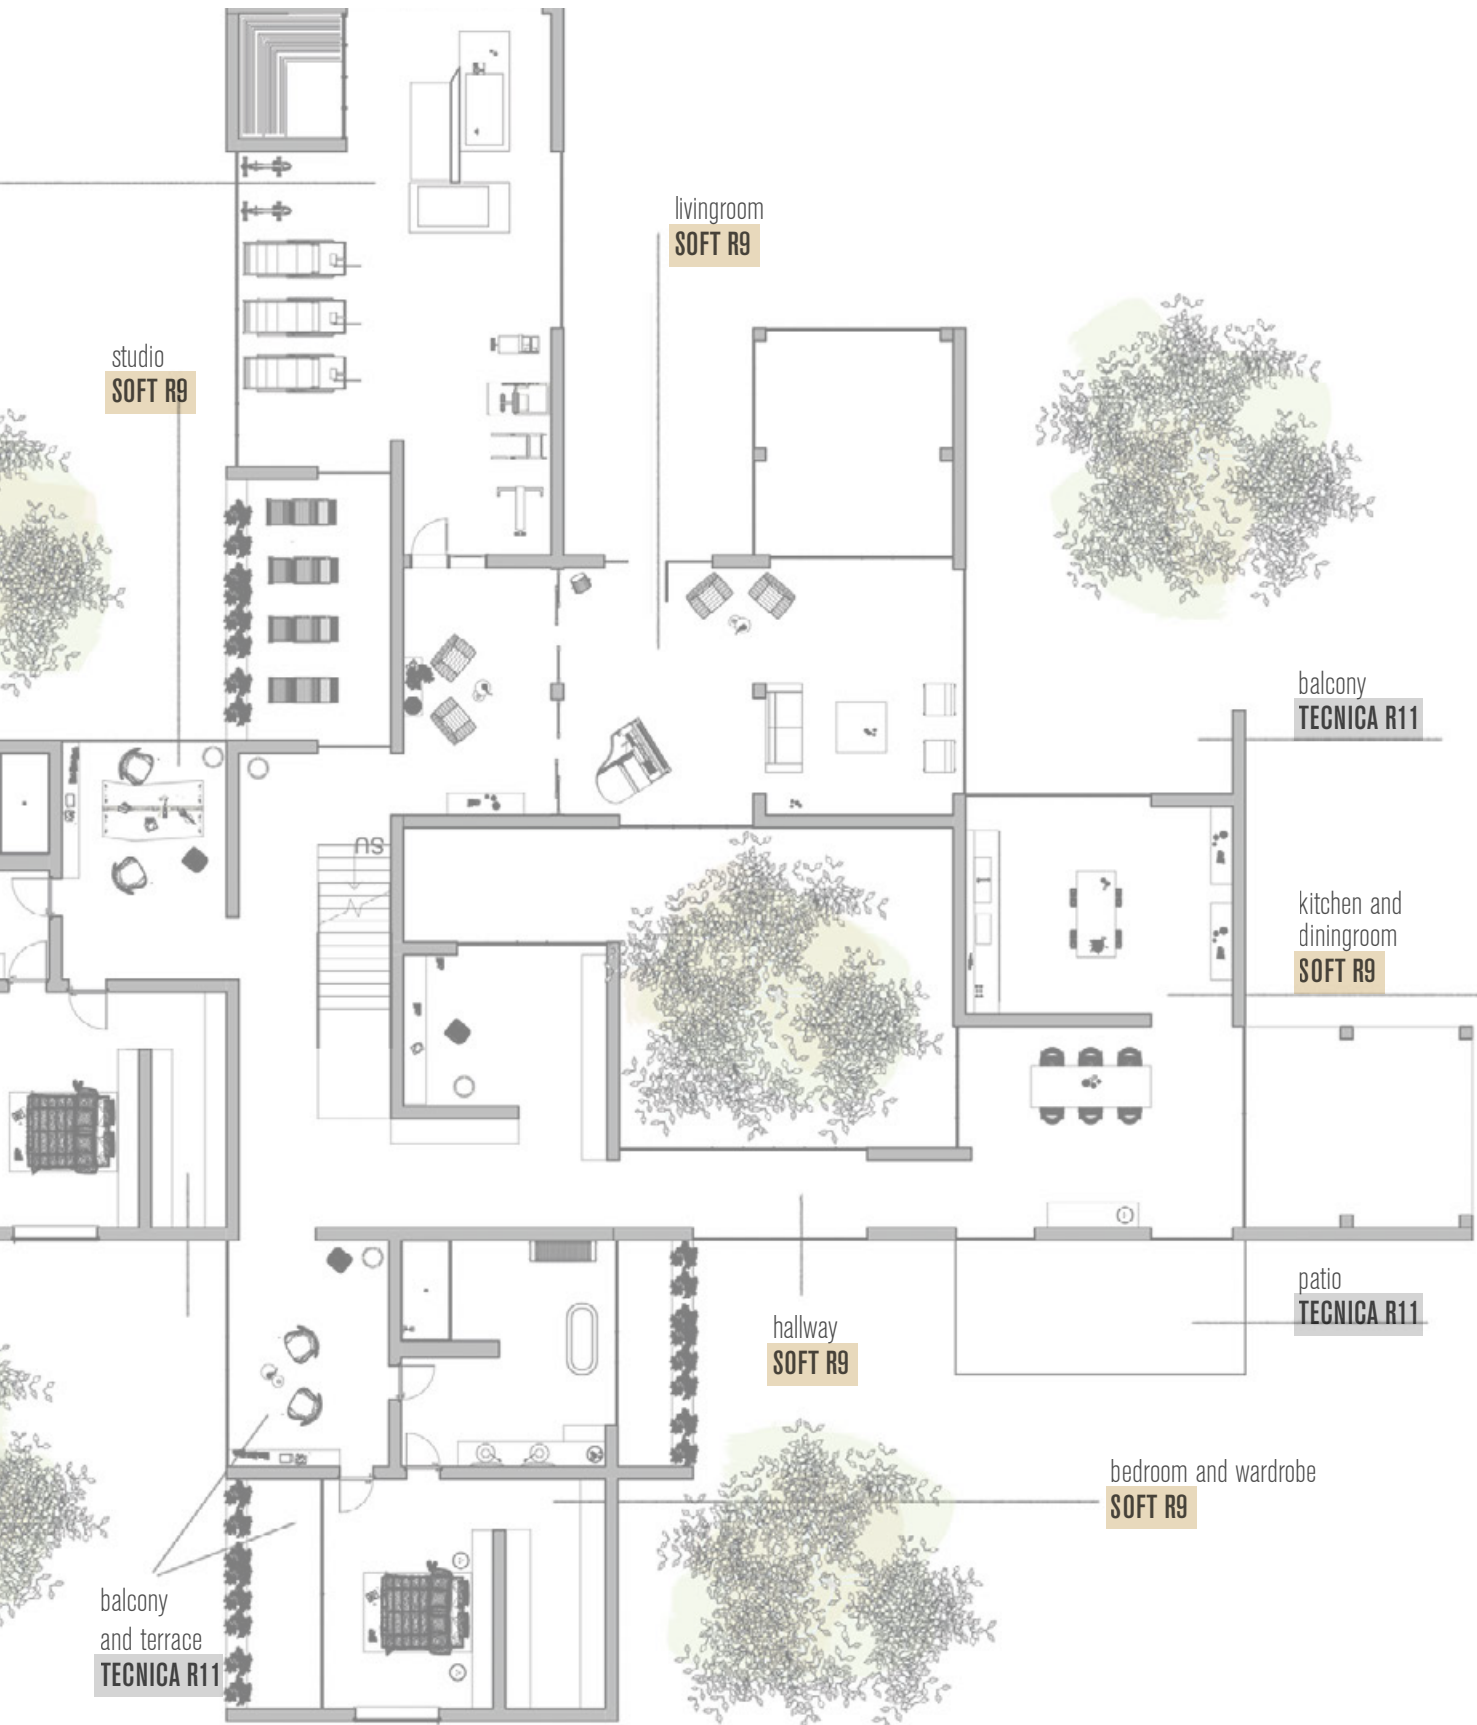 livingroom
SOFT R9
studio
SOFT R9
balcony
TECNICA R11
SU
kitchen and
diningroom
SOFT R9
patio
TECNICA R11
hallway
SOFT R9
bedroom and wardrobe
SOFT R9
balcony
and terrace
TECNICA R11